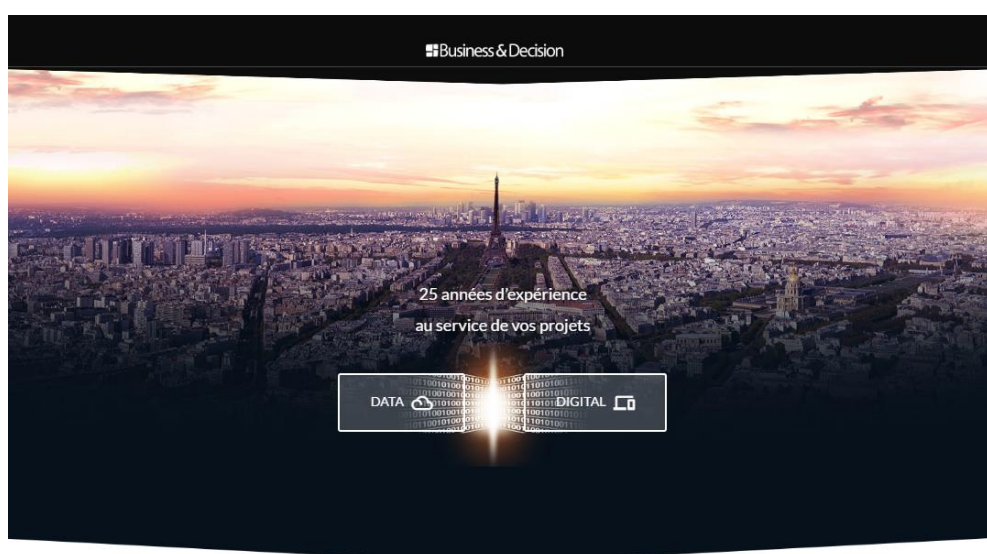 Business & Decision
25 années d'expérience
au service de vos projets
DATA
DIGITAL